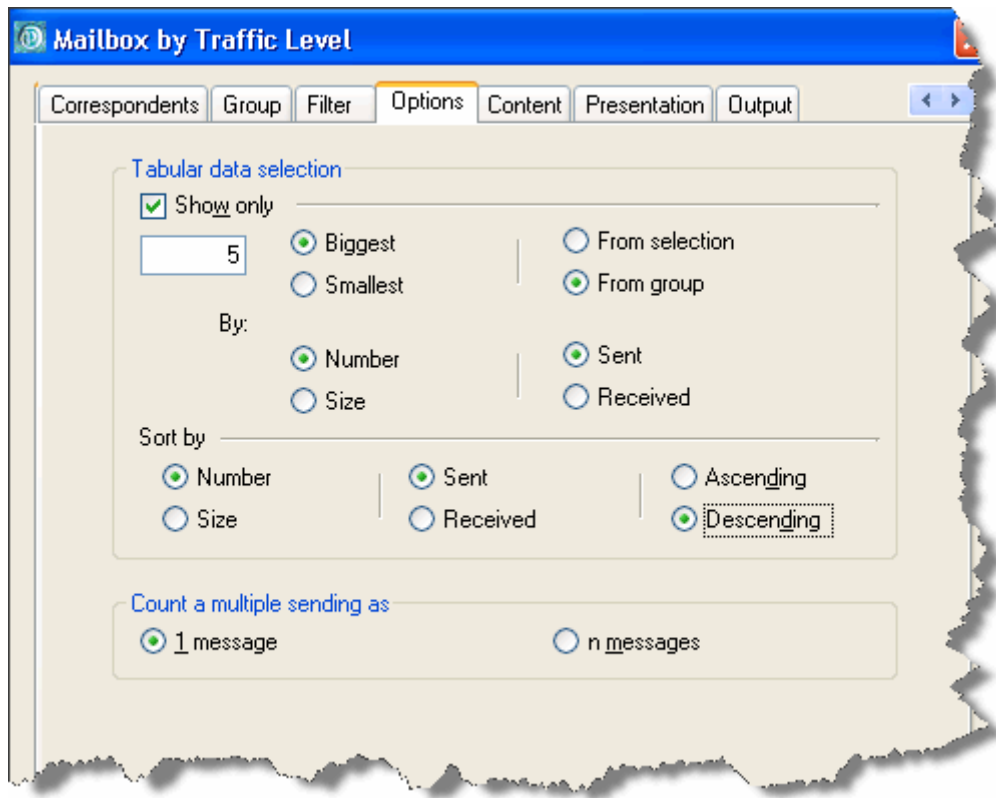 Mailbox by Traffic Level
Correspondents Group Filter Options Content Presentation Output
Tabular data selection
Show only
5 Biggest From selection
Smallest From group
By:
Number Sent
Size Received
Sort by
Number Sent Ascending
Size Received Descending
Count a multiple sending as
1 message n messages